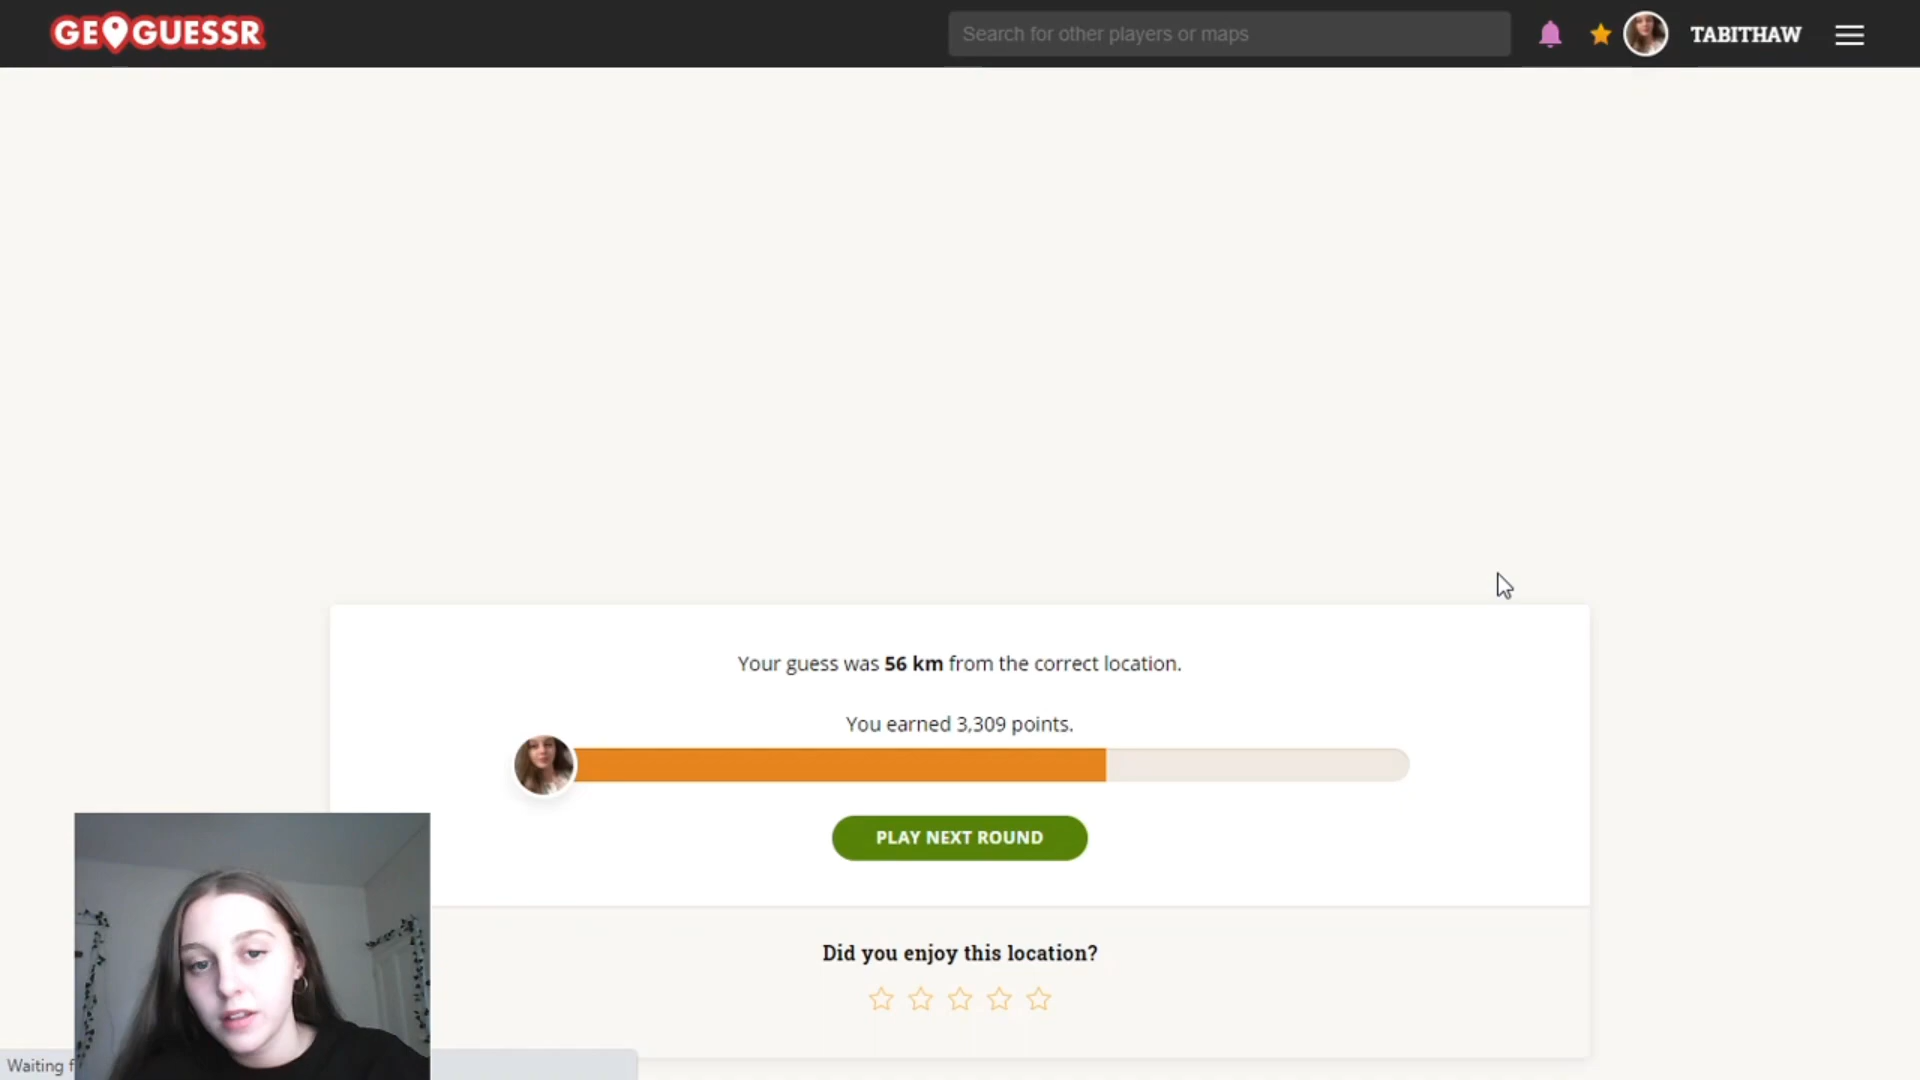 GEOGUESSR
Search for other players or maps
TABITHAW
Your guess was 56 km from the correct location.
You earned 3,309 points.
PLAY NEXT ROUND
Did you enjoy this location?
Waiting f